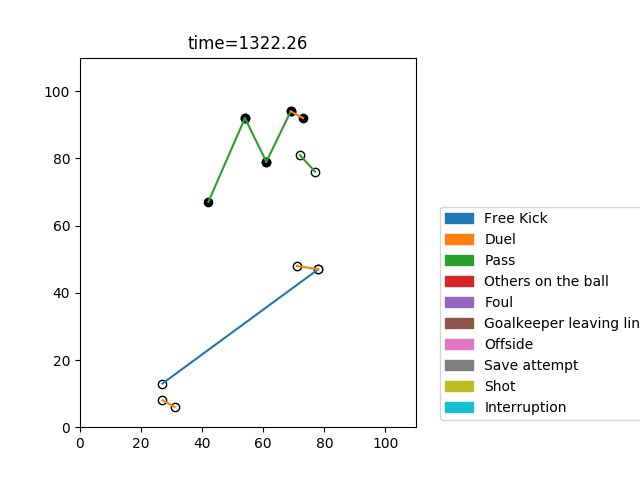 time=1322.26
100
80
60
40
20
0
0 20 40 60 80 100
Free Kick
Duel
Pass
Others on the ball
Foul
Goalkeeper leaving lin
Offside
Save attempt
Shot
Interruption